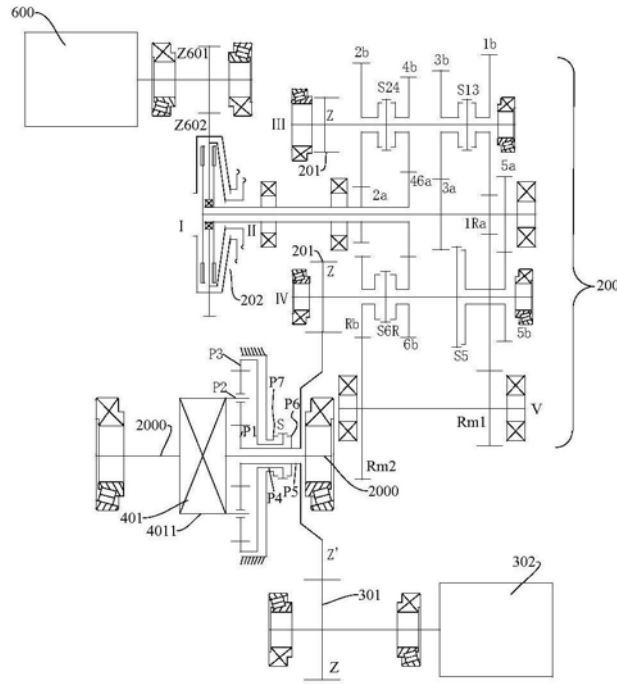 600
Z601
Z602
2b
4b
3b
1b
S24
S13
III
Z
201
5a
2a
46a
3a
1Ra
I
II
202
201
Z
IV
Rb
S6R
6b
S5
5b
200
P3
P2
P1
P7
S
P6
2000
401
4011
P4
P5
2000
Rm1
Rm2
V
Z'
301
302
Z